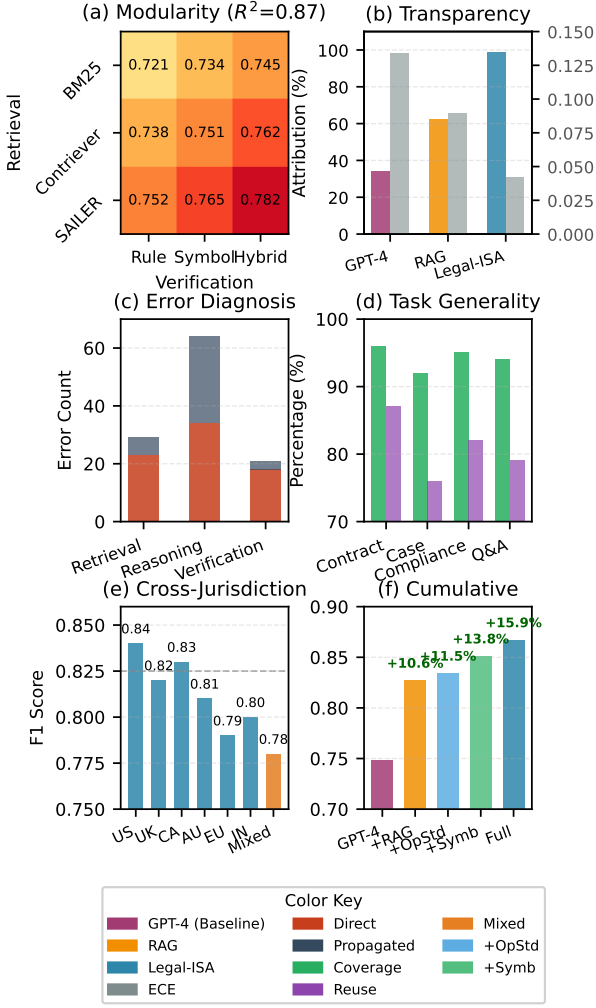 (a) Modularity (R²=0.87)
Retrieval
BM25
Contriever
SAILER
0.721 0.734 0.745
0.738 0.751 0.762
0.752 0.765 0.782
Rule Symbol Hybrid
Verification
(b) Transparency
Attribution (%)
100
80
60
40
20
0
0.150
0.125
0.100
0.075
0.050
0.025
0.000
GPT-4 RAG Legal-ISA
(c) Error Diagnosis
Error Count
60
40
20
0
Retrieval Reasoning Verification
(d) Task Generality
Percentage (%)
100
90
80
70
Contract Case Compliance Q&A
(e) Cross-Jurisdiction
F1 Score
0.850
0.825
0.800
0.775
0.750
0.84 0.82 0.83 0.81 0.79 0.80 0.78
US UK CA AU EU IN Mixed
(f) Cumulative
0.90
0.85
0.80
0.75
0.70
+10.6% +11.5% +13.8% +15.9%
GPT-4 +RAG +OpStd +Symb Full
Color Key
GPT-4 (Baseline) Direct Mixed
RAG Propagated +OpStd
Legal-ISA Coverage +Symb
ECE Reuse